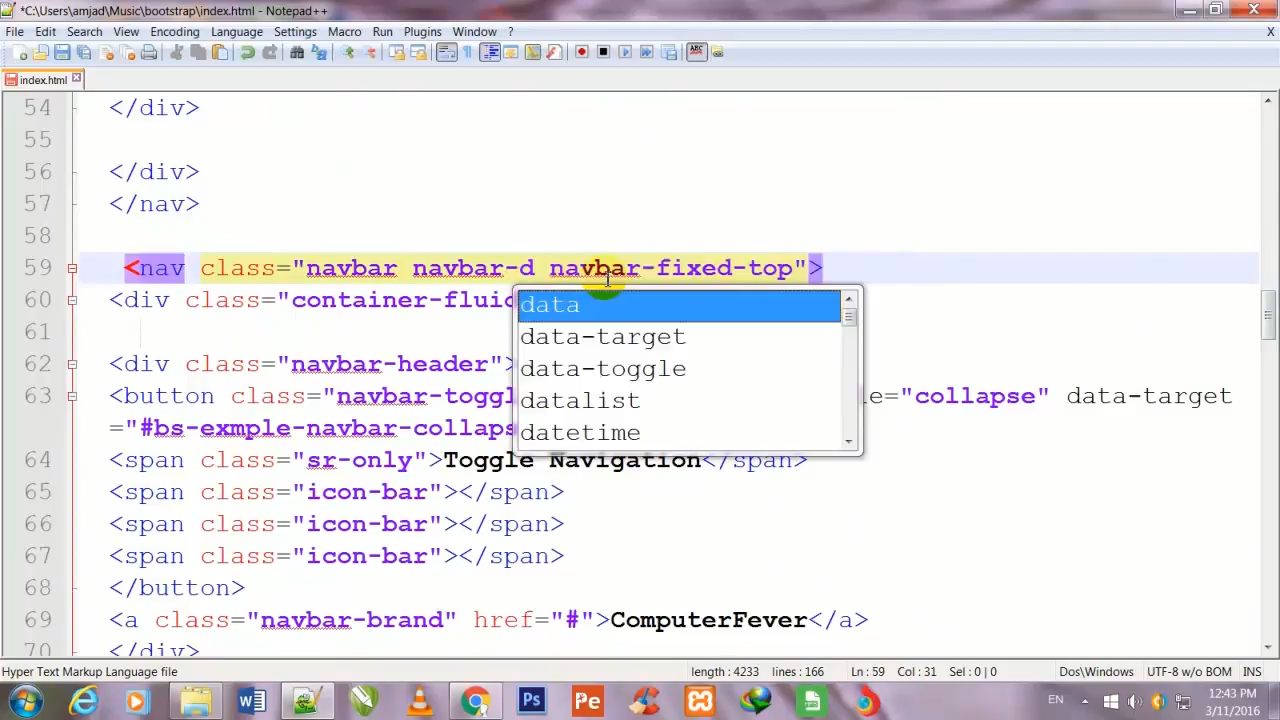 *C:\Users\amjad\Music\bootstrap\index.html - Notepad++
File Edit Search View Encoding Language Settings Macro Run Plugins Window ? X
index.html
54 </div>
55
56 </div>
57 </nav>
58
59 <nav class="navbar navbar-d navbar-fixed-top">
60 <div class="container-fluid
data
61
data-target
62 <div class="navbar-header">
data-toggle
63 <button class="navbar-toggl le="collapse" data-target
datalist
="#bs-exmple-navbar-collaps
datetime
64 <span class="sr-only">Toggle Navigation</span>
65 <span class="icon-bar"></span>
66 <span class="icon-bar"></span>
67 <span class="icon-bar"></span>
68 </button>
69 <a class="navbar-brand" href="#">ComputerFever</a>
70 </div>
Hyper Text Markup Language file length : 4233 lines : 166 Ln : 59 Col : 31 Sel : 0 | 0 Dos\Windows UTF-8 w/o BOM INS
W Ps Pe EN 12:43 PM
3/11/2016